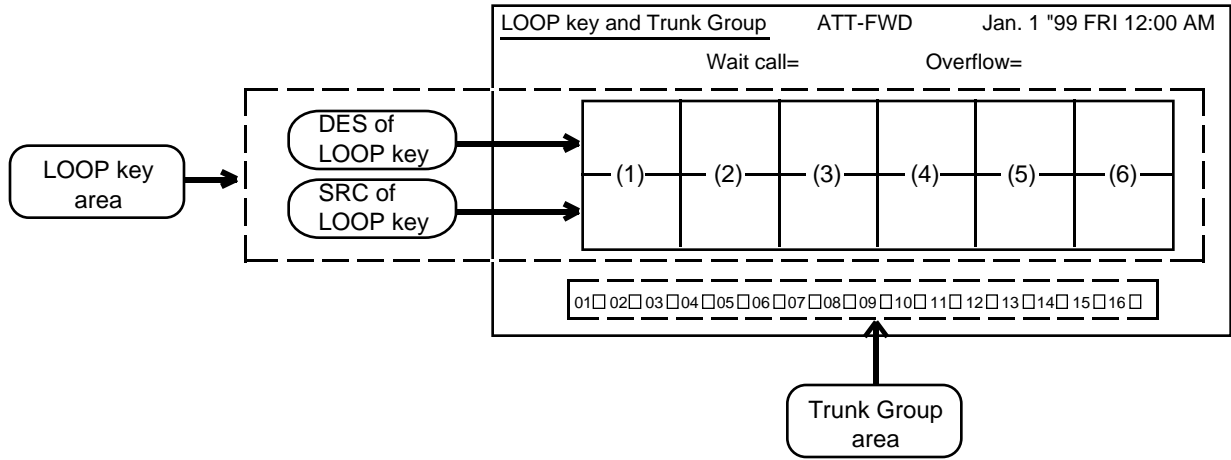 LOOP key and Trunk Group ATT-FWD Jan. 1 "99 FRI 12:00 AM
Wait call= Overflow=
DES of
LOOP key
LOOP key
area
(1) (2) (3) (4) (5) (6)
SRC of
LOOP key
01□ 02□ 03□ 04□ 05□ 06□ 07□ 08□ 09□ 10□ 11□ 12□ 13□ 14□ 15□ 16□
Trunk Group
area